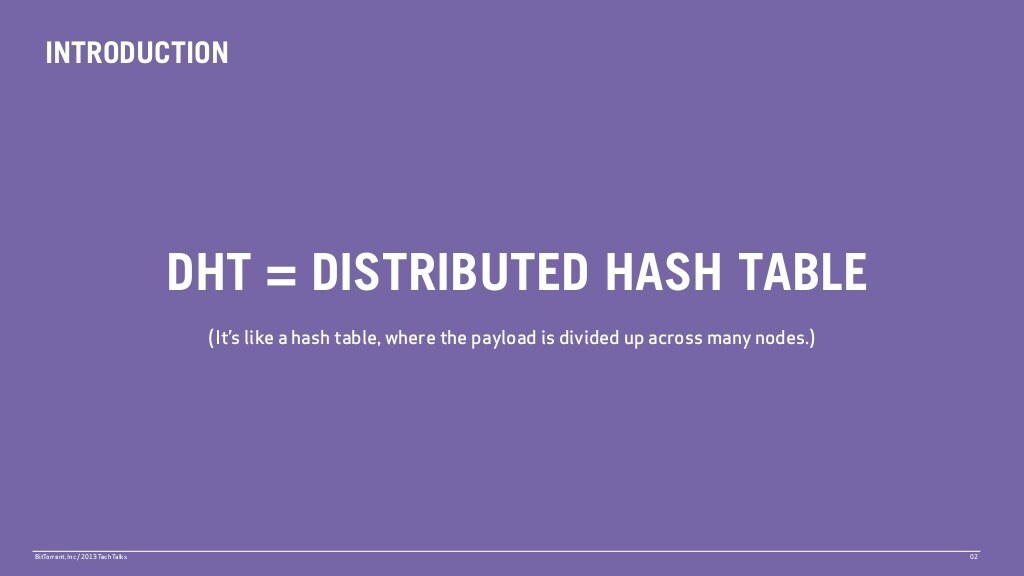 INTRODUCTION
DHT = DISTRIBUTED HASH TABLE
(It’s like a hash table, where the payload is divided up across many nodes.)
BitTorrent, Inc / 2013 Tech Talks
02